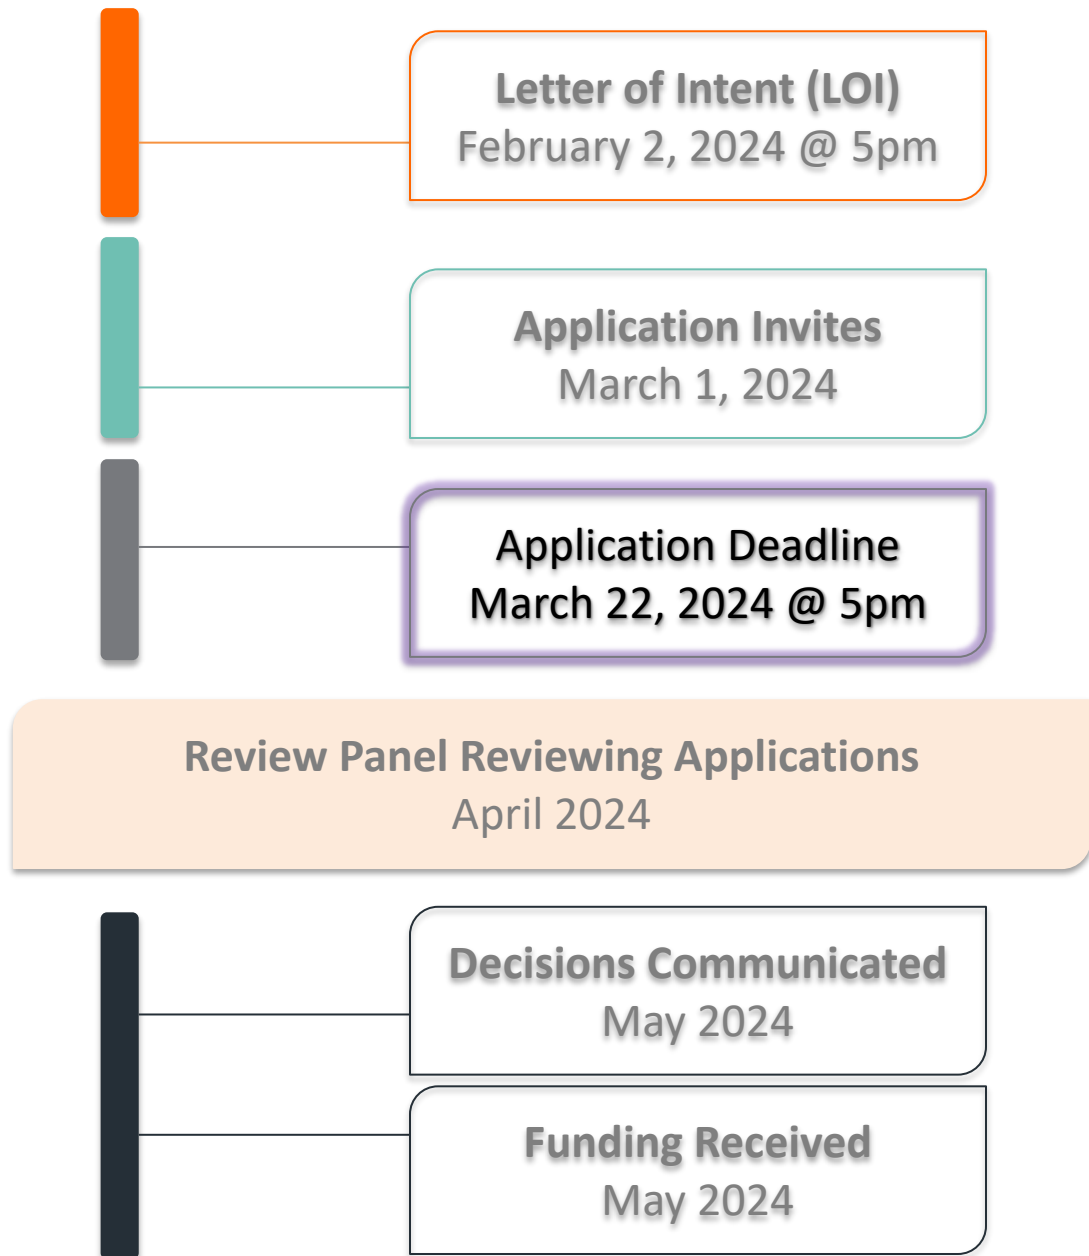 Letter of Intent (LOI)
February 2, 2024 @ 5pm
Application Invites
March 1, 2024
Application Deadline
March 22, 2024 @ 5pm
Review Panel Reviewing Applications
April 2024
Decisions Communicated
May 2024
Funding Received
May 2024